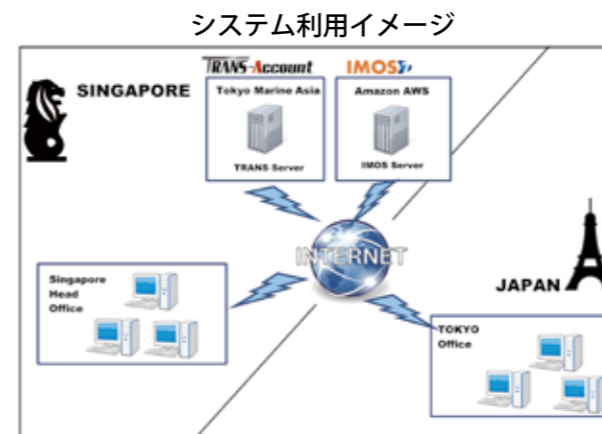 システム利用イメージ
TRANS-Account
IMOS
SINGAPORE
Tokyo Marine Asia
Amazon AWS
TRANS Server
IMOS Server
INTERNET
Singapore
Head
Office
JAPAN
TOKYO
Office